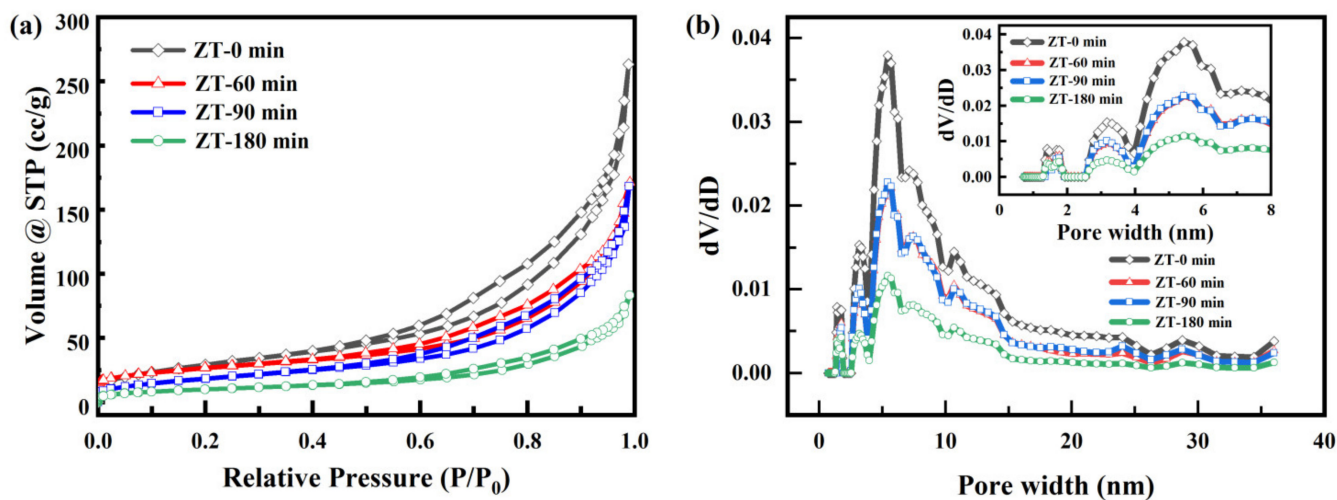 (a)
300
250
200
150
100
50
0
Volume @ STP (cc/g)
ZT-0 min
ZT-60 min
ZT-90 min
ZT-180 min
0.0 0.2 0.4 0.6 0.8 1.0
Relative Pressure (P/P0)
(b)
0.04
0.03
0.02
0.01
0.00
dV/dD
0.04
0.03
0.02
0.01
0.00
dV/dD
ZT-0 min
ZT-60 min
ZT-90 min
ZT-180 min
0 2 4 6 8
Pore width (nm)
ZT-0 min
ZT-60 min
ZT-90 min
ZT-180 min
0 10 20 30 40
Pore width (nm)